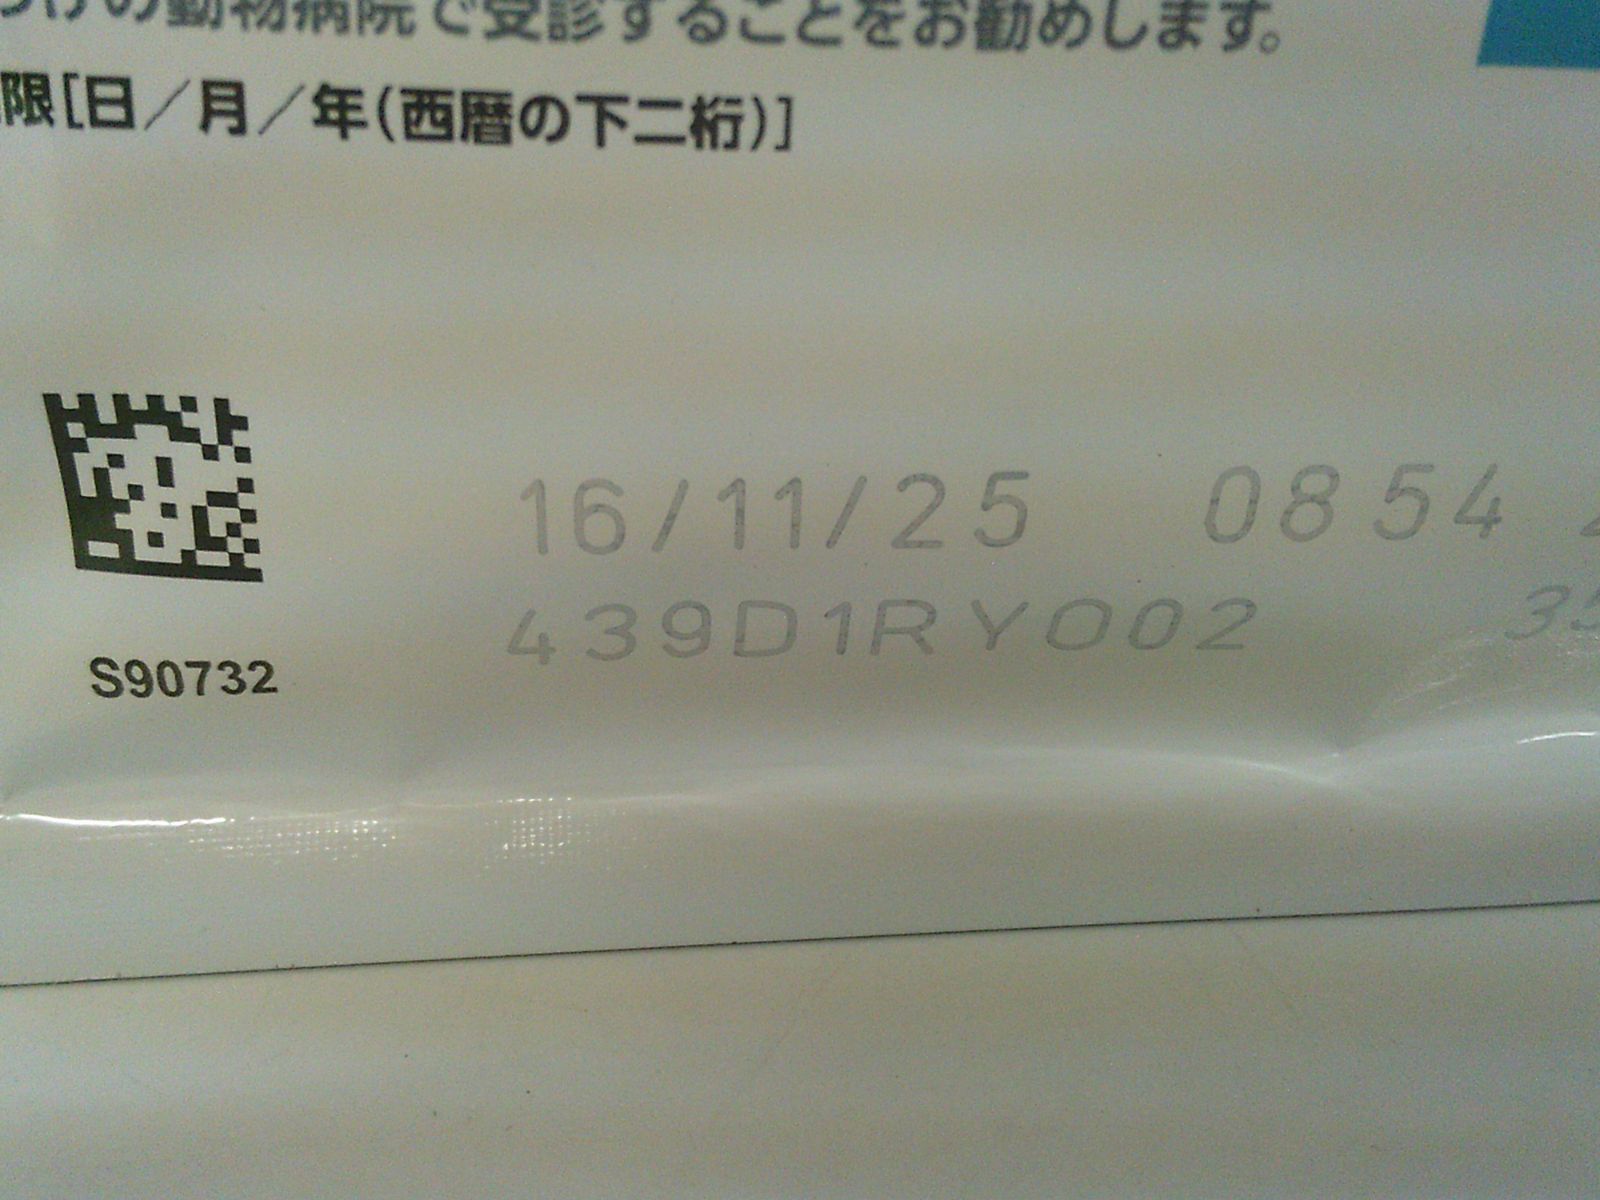 の動物病院で受診することをお勧めします。
限[日／月／年(西暦の下二桁)]
16/11/25 0854
439D1RY002 35
S90732